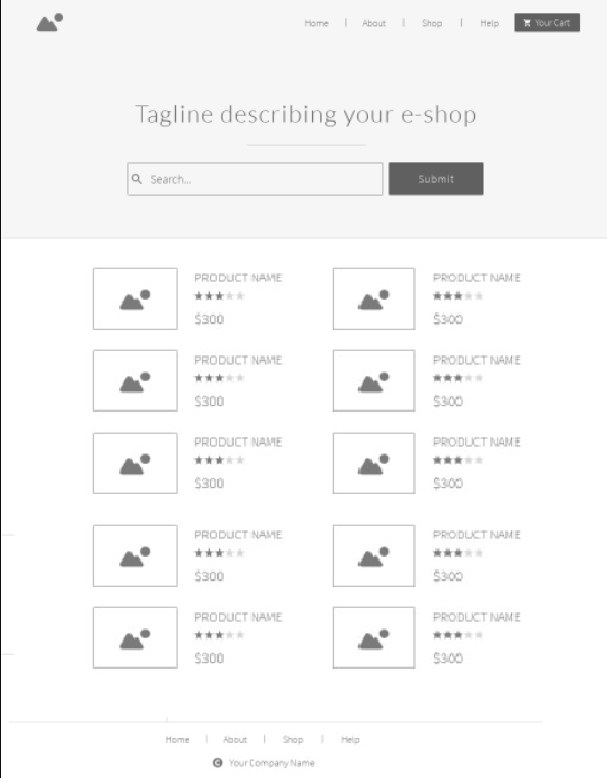 Home | About | Shop | Help Your Cart
Tagline describing your e-shop
Search...
Submit
PRODUCT NAME
$300
PRODUCT NAME
$300
PRODUCT NAME
$300
PRODUCT NAME
$300
PRODUCT NAME
$300
PRODUCT NAME
$300
PRODUCT NAME
$300
PRODUCT NAME
$300
PRODUCT NAME
$300
PRODUCT NAME
$300
Home | About | Shop | Help
© Your Company Name